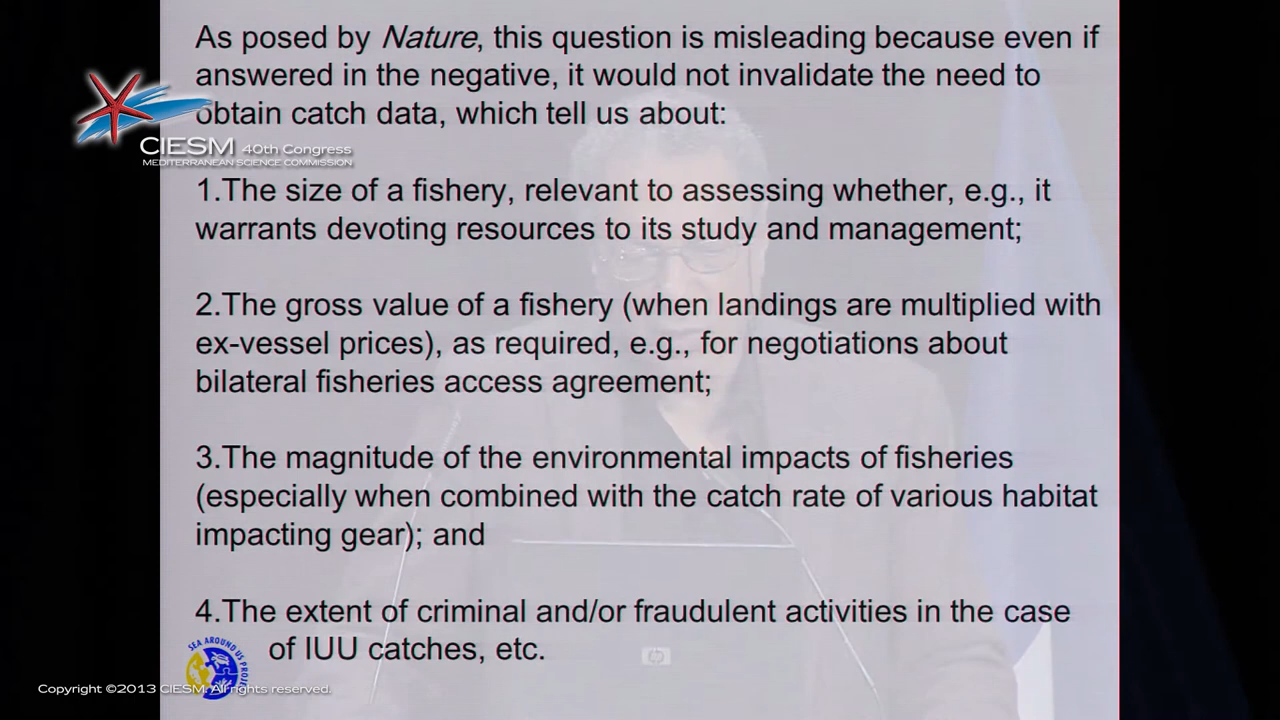 As posed by Nature, this question is misleading because even if
answered in the negative, it would not invalidate the need to
obtain catch data, which tell us about:
CIESM 40th Congress
MEDITERRANEAN SCIENCE COMMISSION
1.The size of a fishery, relevant to assessing whether, e.g., it
warrants devoting resources to its study and management;
2.The gross value of a fishery (when landings are multiplied with
ex-vessel prices), as required, e.g., for negotiations about
bilateral fisheries access agreement;
3.The magnitude of the environmental impacts of fisheries
(especially when combined with the catch rate of various habitat
impacting gear); and
4.The extent of criminal and/or fraudulent activities in the case
of IUU catches, etc.
SEA AROUND US PROJ
hp
Copyright ©2013 CIESM. All rights reserved.